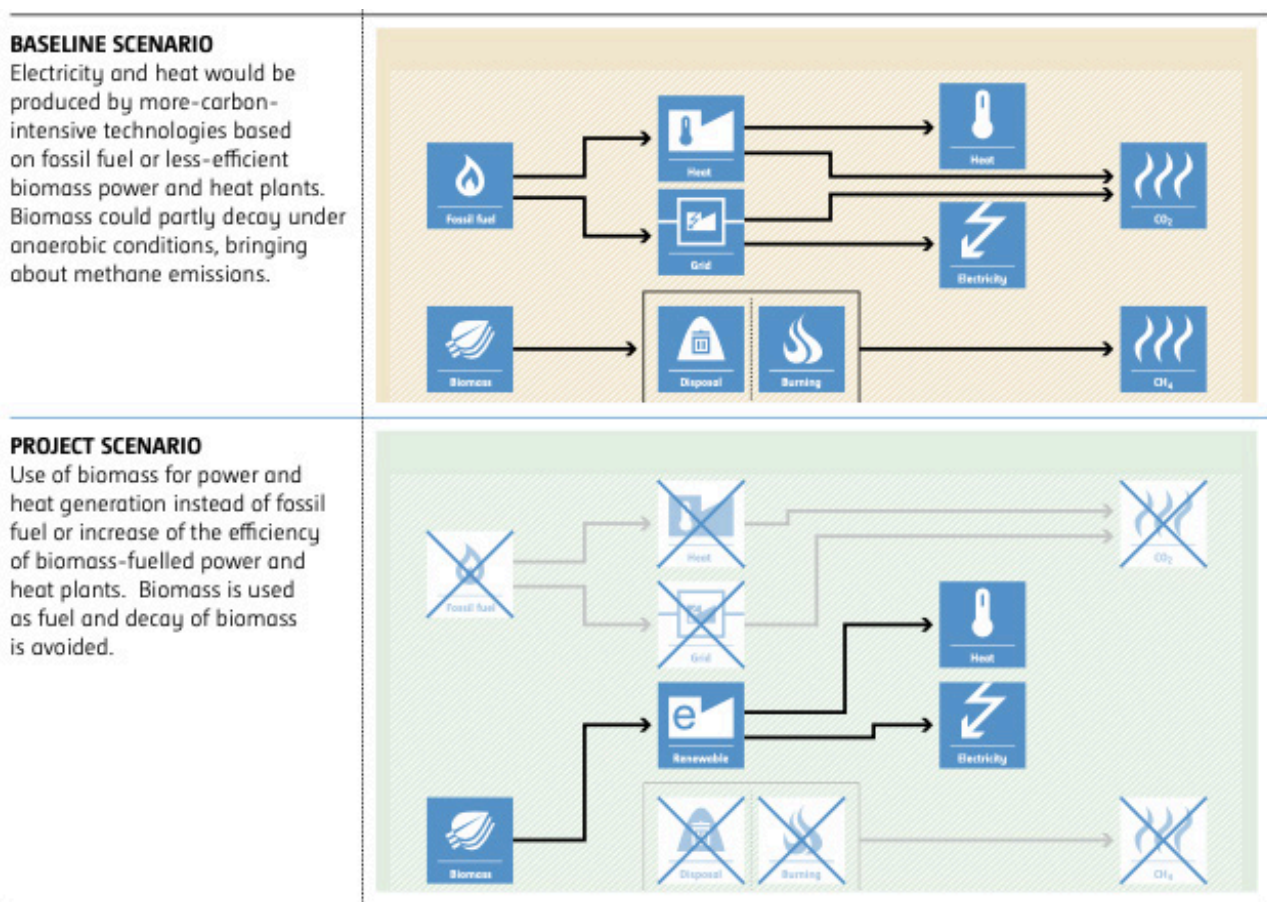 BASELINE SCENARIO
Electricity and heat would be
produced by more-carbon-
intensive technologies based
on fossil fuel or less-efficient
biomass power and heat plants.
Biomass could partly decay under
anaerobic conditions, bringing
about methane emissions.
Fossil fuel
Heat
Grid
Heat
Electricity
CO₂
Biomass
Disposal
Burning
CH₄
PROJECT SCENARIO
Use of biomass for power and
heat generation instead of fossil
fuel or increase of the efficiency
of biomass-fuelled power and
heat plants.  Biomass is used
as fuel and decay of biomass
is avoided.
Fossil fuel
Heat
Grid
CO₂
e
Renewable
Heat
Electricity
Biomass
Disposal
Burning
CH₄